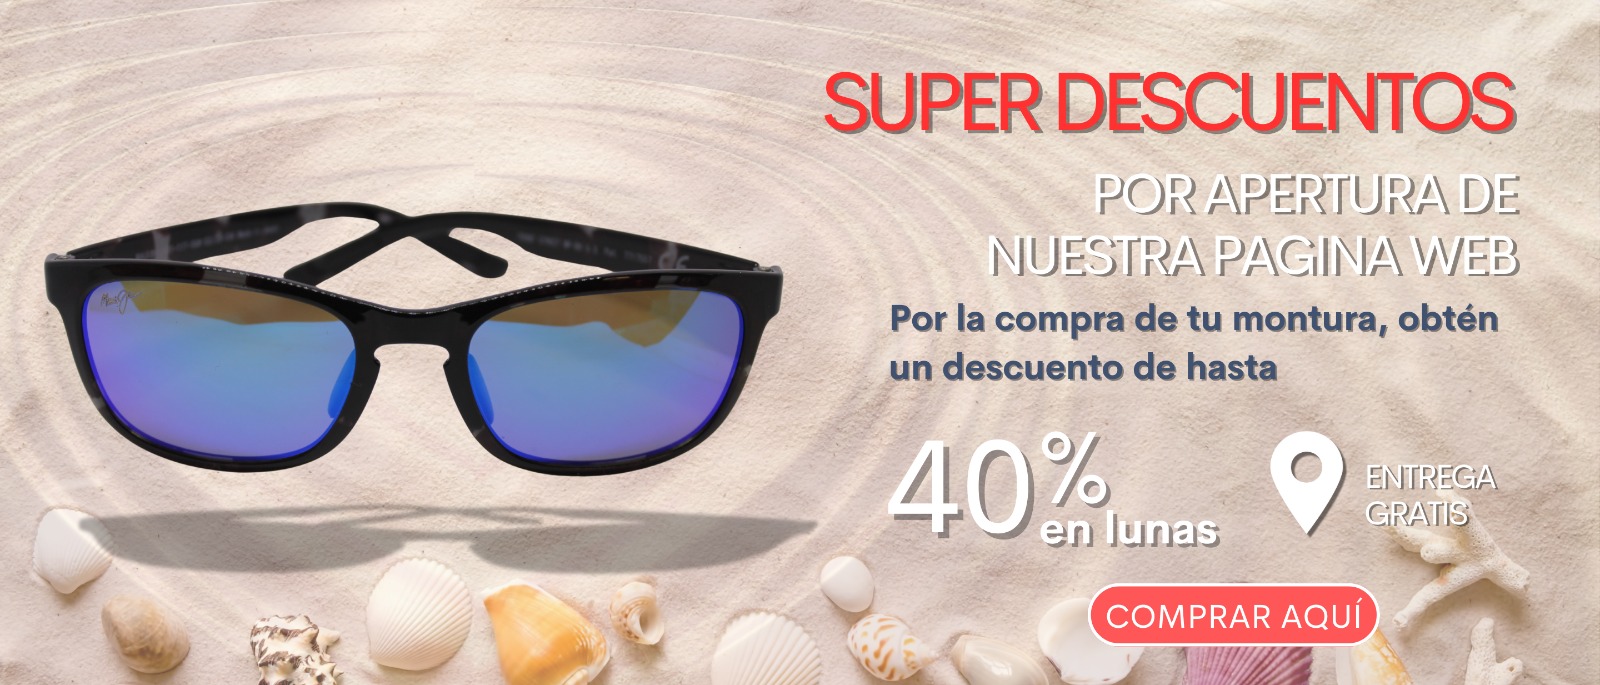 SUPER DESCUENTOS
POR APERTURA DE
NUESTRA PAGINA WEB
Por la compra de tu montura, obtén
un descuento de hasta
40%
en lunas
ENTREGA
GRATIS
COMPRAR AQUÍ